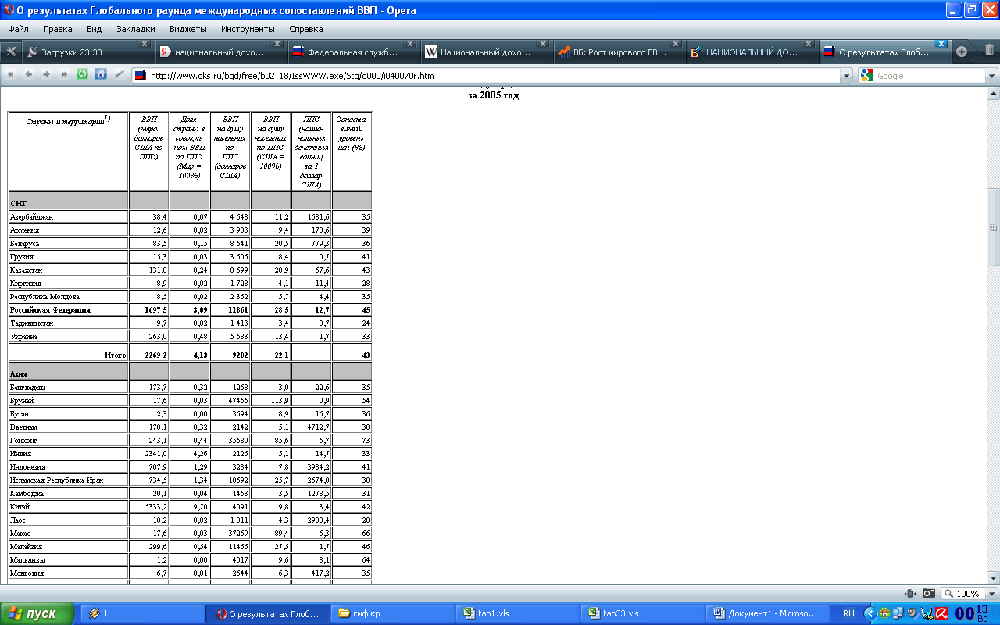 О результатах Глобального раунда международных сопоставлений ВВП - Opera
Файл Правка Вид Закладки Виджеты Инструменты Справка
Загрузки 23:30 национальный дохо... Федеральная служб... Национальный дохо... ВБ: Рост мирового ВВ... НАЦИОНАЛЬНЫЙ ДО... О результатах Глоб...
http://www.gks.ru/bgd/free/b02_18/IssWWW.exe/Stg/d000/i040070r.htm Google
за 2005 год
Страны и территории1) ВВП (млрд. долларов США по ППС) Доля страны в совокуп-ном ВВП по ППС (Мир = 100%) ВВП на душу населения по ППС (долларов США) ВВП на душу населения по ППС (США = 100%) ППС (нацио-нальных денежных единиц за 1 доллар США) Сопоста-вимый уровень цен (%)
СНГ
Азербайджан 38,4 0,07 4 648 11,2 1631,6 35
Армения 12,6 0,02 3 903 9,4 178,6 39
Беларусь 83,5 0,15 8 541 20,5 779,3 36
Грузия 15,3 0,03 3 505 8,4 0,7 41
Казахстан 131,8 0,24 8 699 20,9 57,6 43
Киргизия 8,9 0,02 1 728 4,1 11,4 28
Республика Молдова 8,5 0,02 2 362 5,7 4,4 35
Российская Федерация 1697,5 3,09 11861 28,5 12,7 45
Таджикистан 9,7 0,02 1 413 3,4 0,7 24
Украина 263,0 0,48 5 583 13,4 1,7 33
Итого 2269,2 4,13 9202 22,1 43
Азия
Бангладеш 173,7 0,32 1268 3,0 22,6 35
Бруней 17,6 0,03 47465 113,9 0,9 54
Бутан 2,3 0,00 3694 8,9 15,7 36
Вьетнам 178,1 0,32 2142 5,1 4712,7 30
Гонконг 243,1 0,44 35680 85,6 5,7 73
Индия 2341,0 4,26 2126 5,1 14,7 33
Индонезия 707,9 1,29 3234 7,8 3934,2 41
Исламская Республика Иран 734,5 1,34 10692 25,7 2674,8 30
Камбоджа 20,1 0,04 1453 3,5 1278,5 31
Китай 5333,2 9,70 4091 9,8 3,4 42
Лаос 10,2 0,02 1 811 4,3 2988,4 28
Макао 17,6 0,03 37259 89,4 5,3 66
Малайзия 299,6 0,54 11466 27,5 1,7 46
Мальдивы 1,2 0,00 4017 9,6 8,1 64
Монголия 6,7 0,01 2644 6,3 417,2 35
100%
пуск 1 О результатах Глоб... гмф кр tab1.xls tab33.xls Документ1 - Microso... RU 00 13 Вс